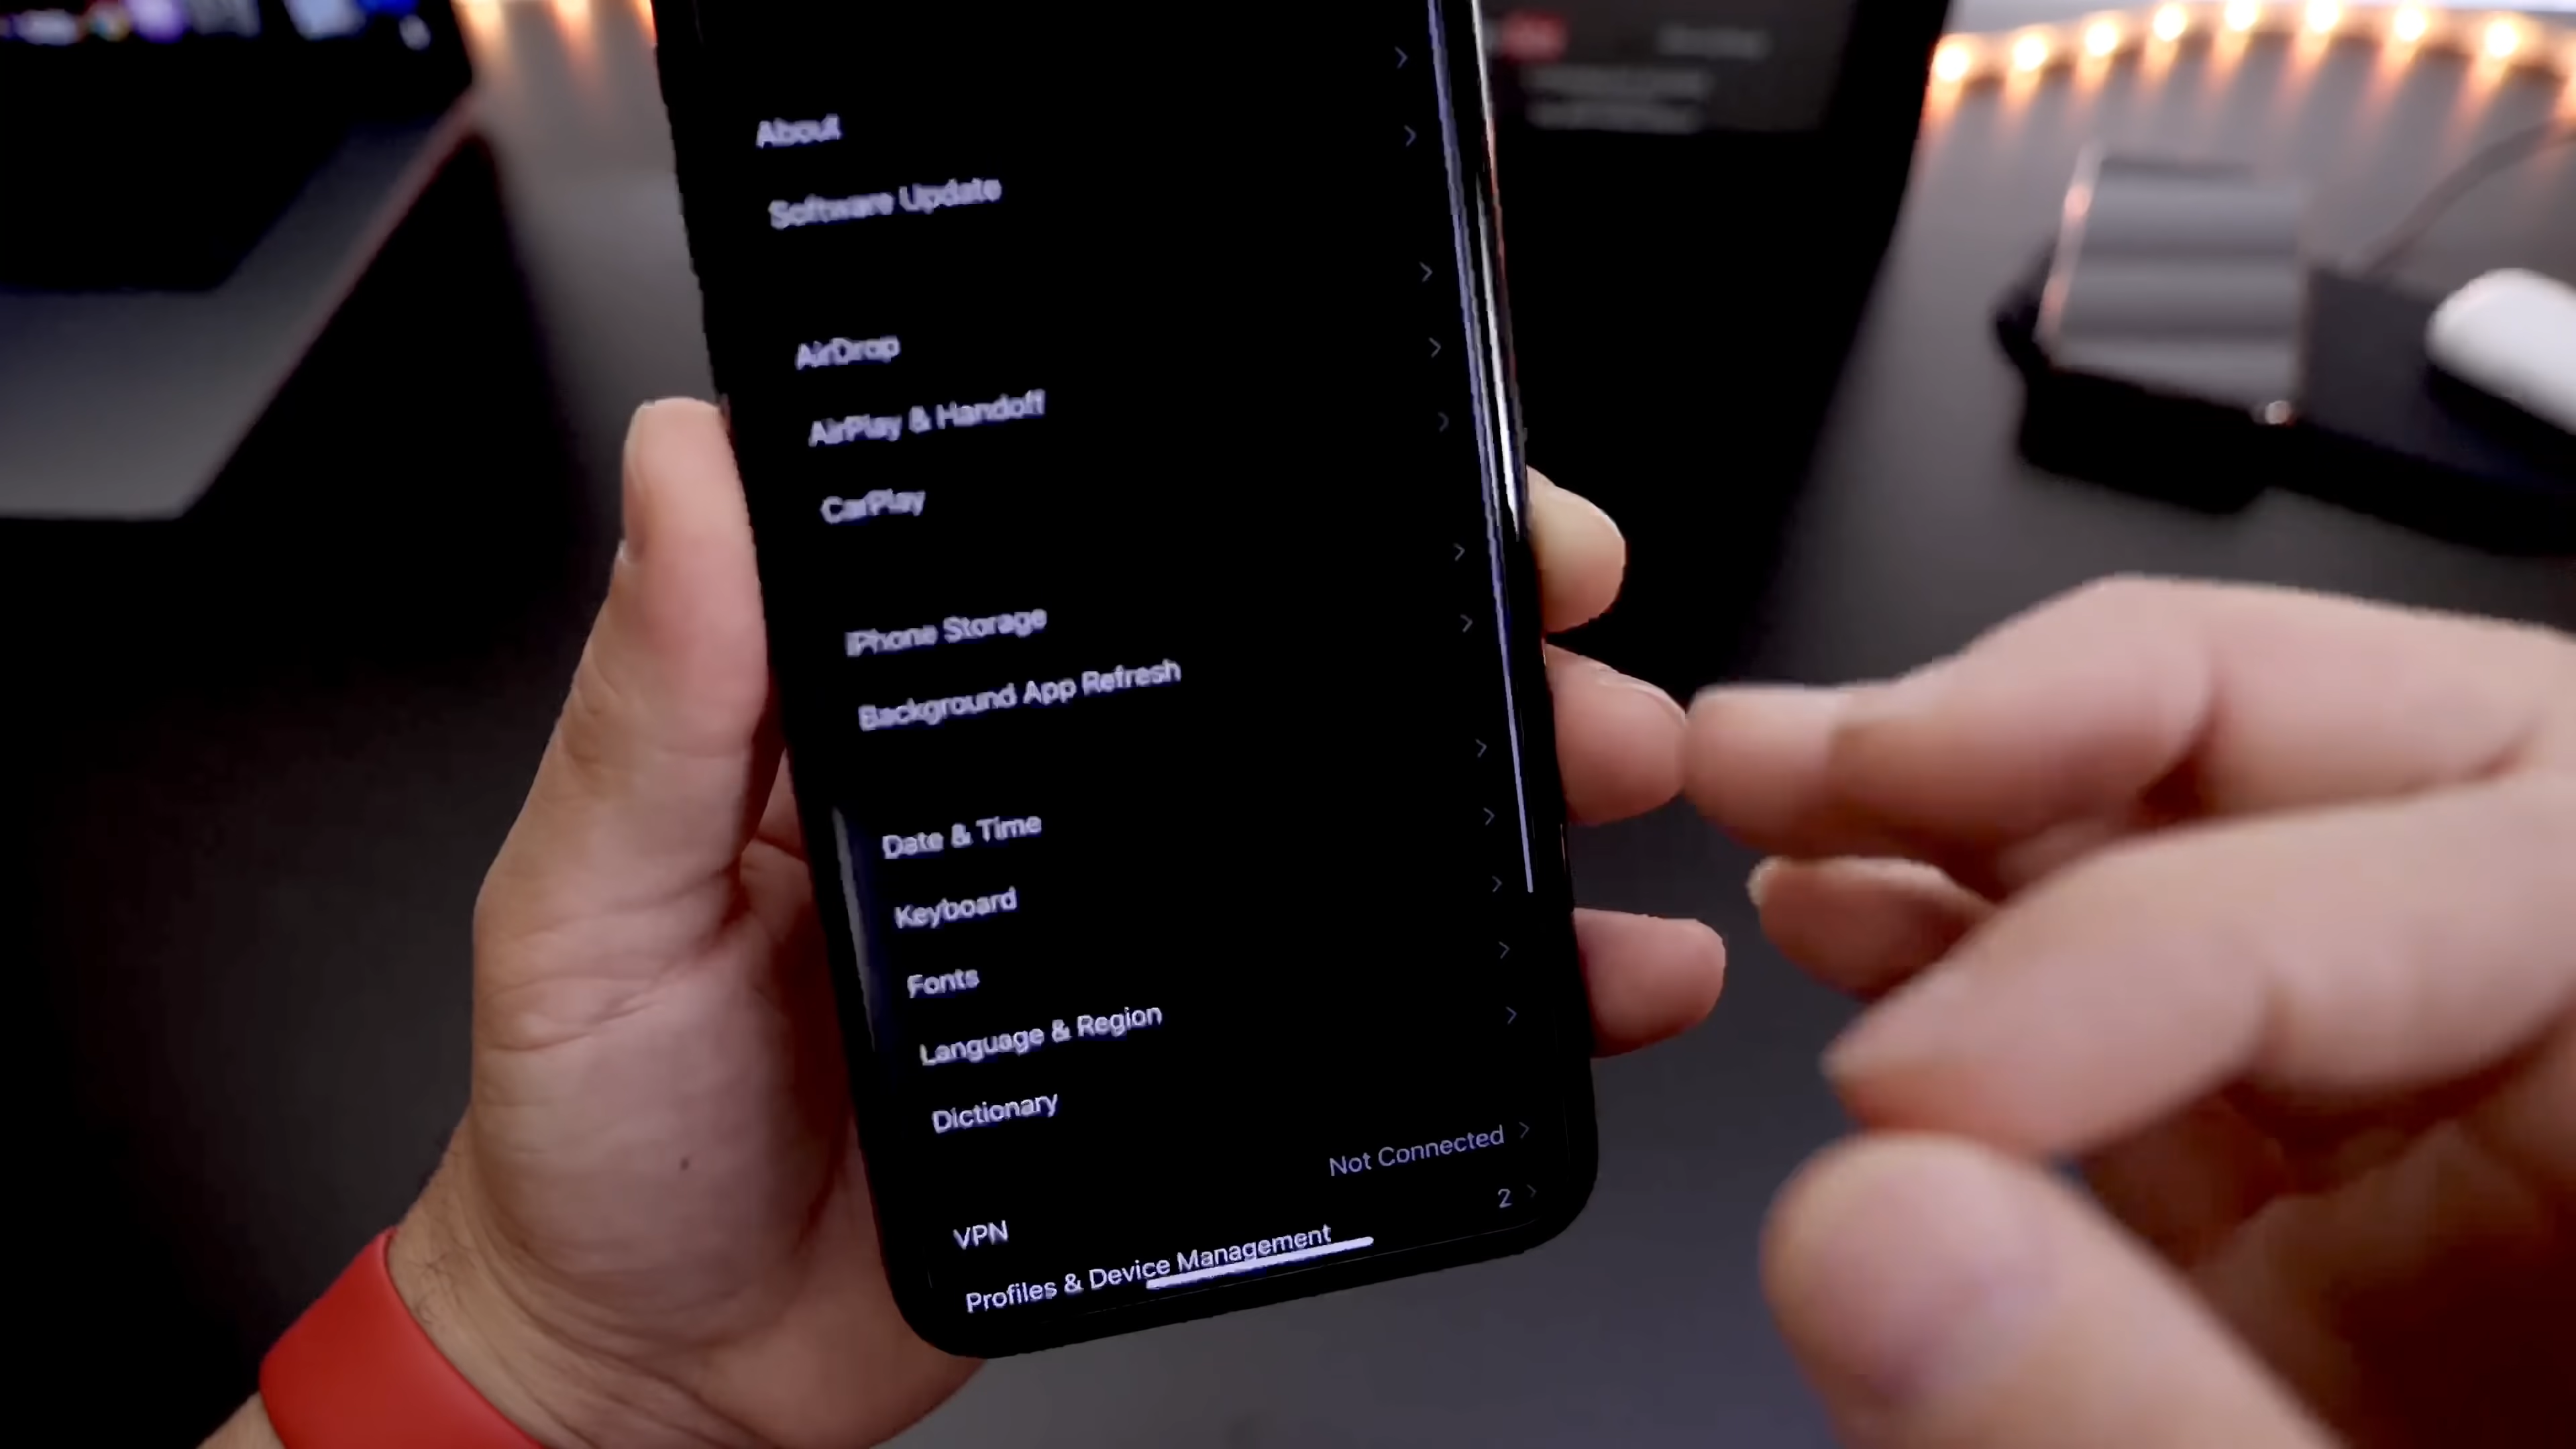 About
Software Update
AirDrop
AirPlay & Handoff
CarPlay
iPhone Storage
Background App Refresh
Date & Time
Keyboard
Fonts
Language & Region
Dictionary
VPN Not Connected
Profiles & Device Management 2